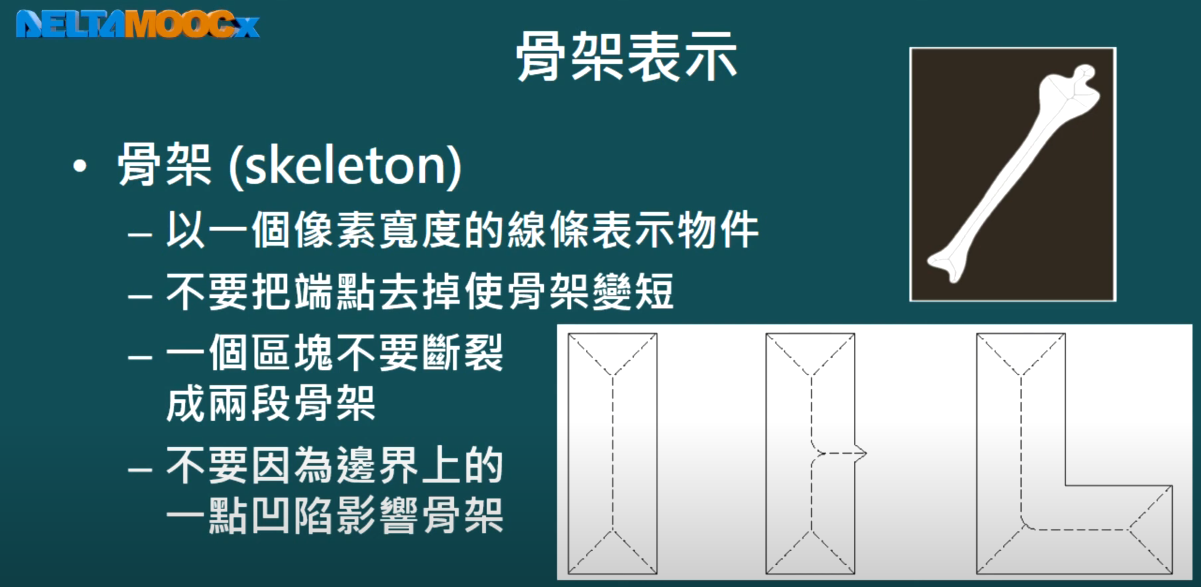 DELTAMOOCx
骨架表示
• 骨架 (skeleton)
– 以一個像素寬度的線條表示物件
– 不要把端點去掉使骨架變短
– 一個區塊不要斷裂
成兩段骨架
– 不要因為邊界上的
一點凹陷影響骨架